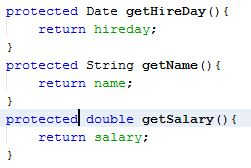 protected Date getHireDay(){
    return hireday;
}
protected String getName(){
    return name;
}
protected double getSalary(){
    return salary;
}